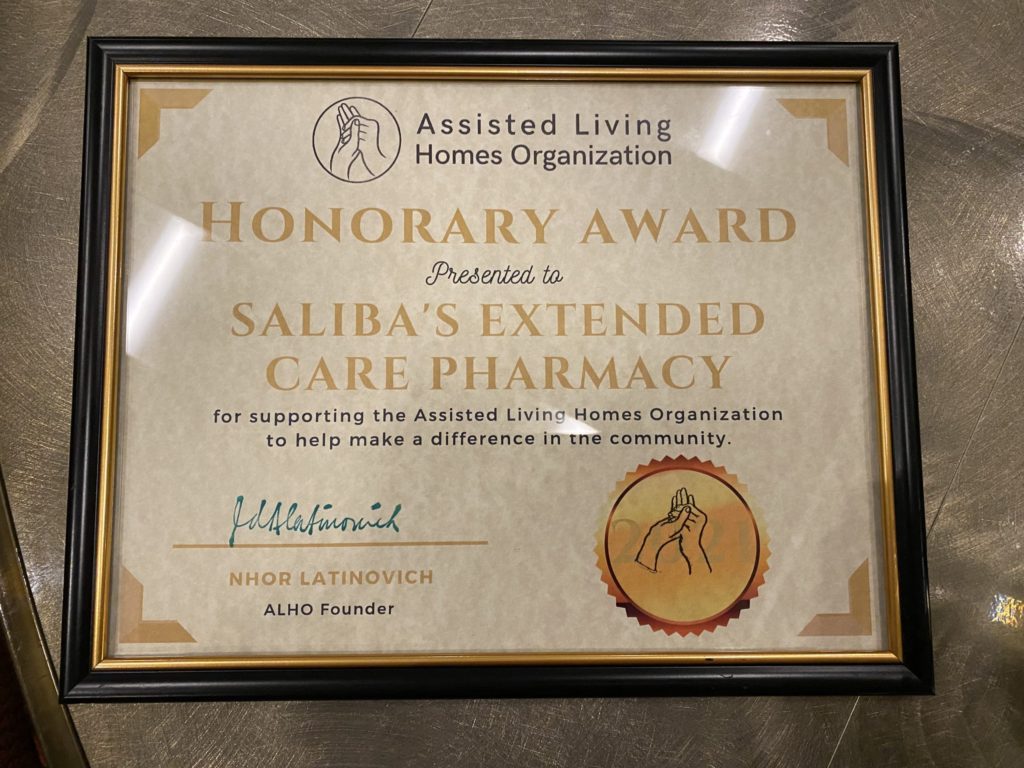 Assisted Living
Homes Organization
HONORARY AWARD
Presented to
SALIBA'S EXTENDED
CARE PHARMACY
for supporting the Assisted Living Homes Organization
to help make a difference in the community.
NHOR LATINOVICH
ALHO Founder